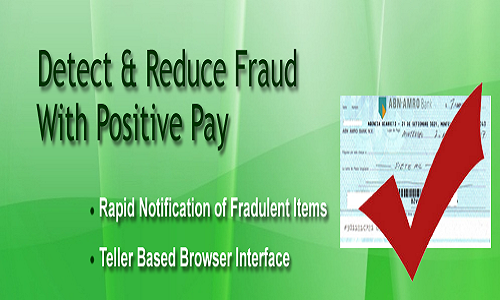 Detect & Reduce Fraud
With Positive Pay
• Rapid Notification of Fradulent Items
• Teller Based Browser Interface
ABN·AMRO Bank